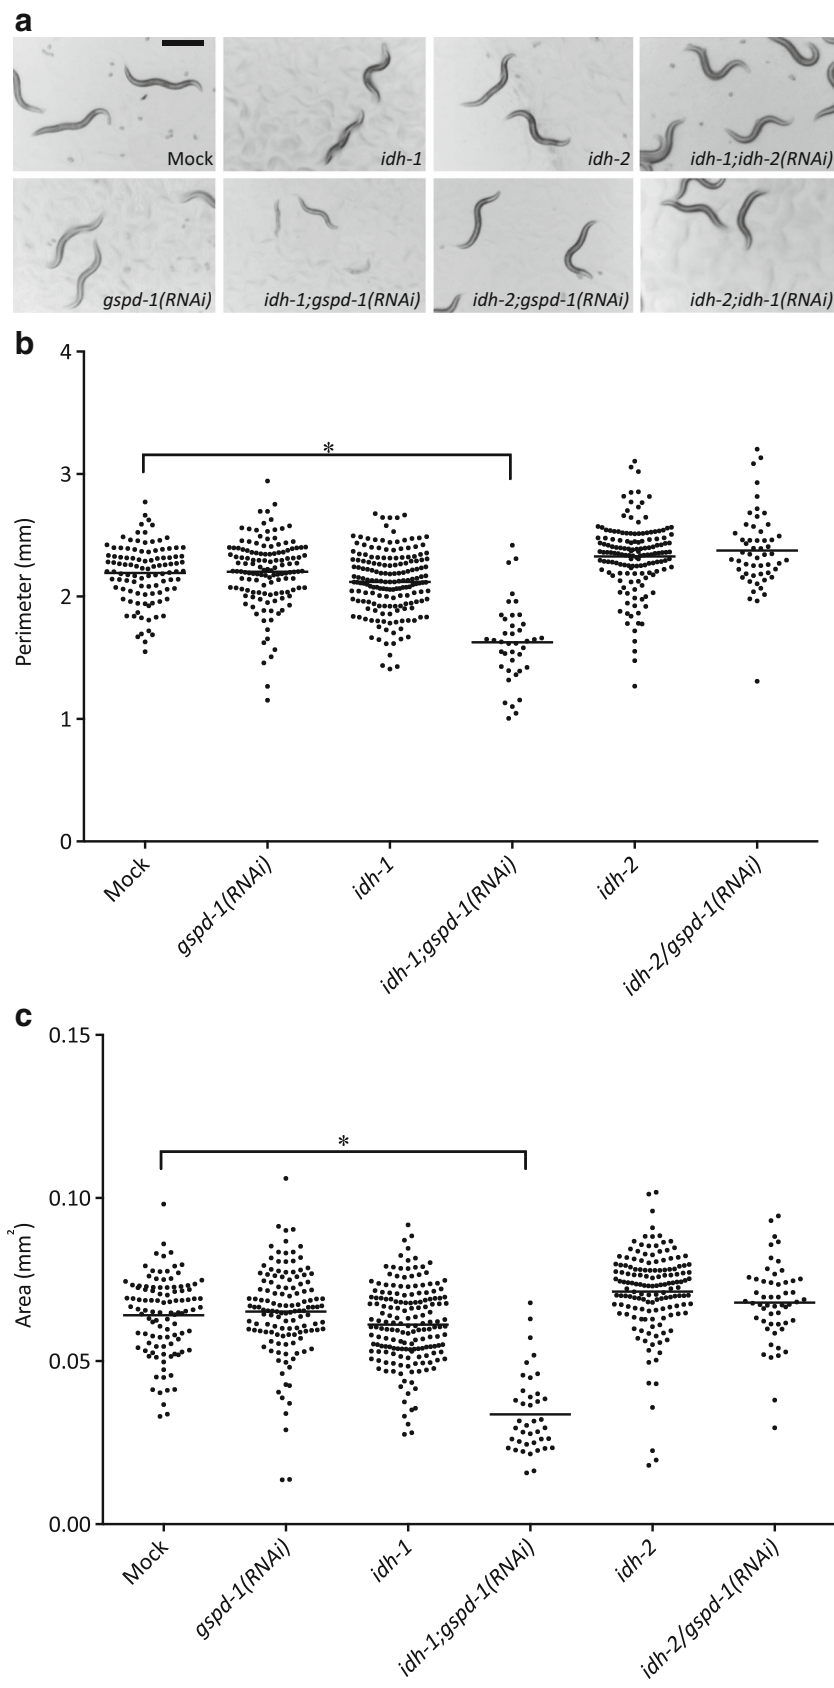 a
Mock idh-1 idh-2 idh-1;idh-2(RNAi)
gspd-1(RNAi) idh-1;gspd-1(RNAi) idh-2;gspd-1(RNAi) idh-2;idh-1(RNAi)
b
4
*
3
Perimeter (mm)
2
1
0
Mock gspd-1(RNAi) idh-1 idh-1;gspd-1(RNAi) idh-2 idh-2/gspd-1(RNAi)
c
0.15
*
0.10
Area (mm²)
0.05
0.00
Mock gspd-1(RNAi) idh-1 idh-1;gspd-1(RNAi) idh-2 idh-2/gspd-1(RNAi)